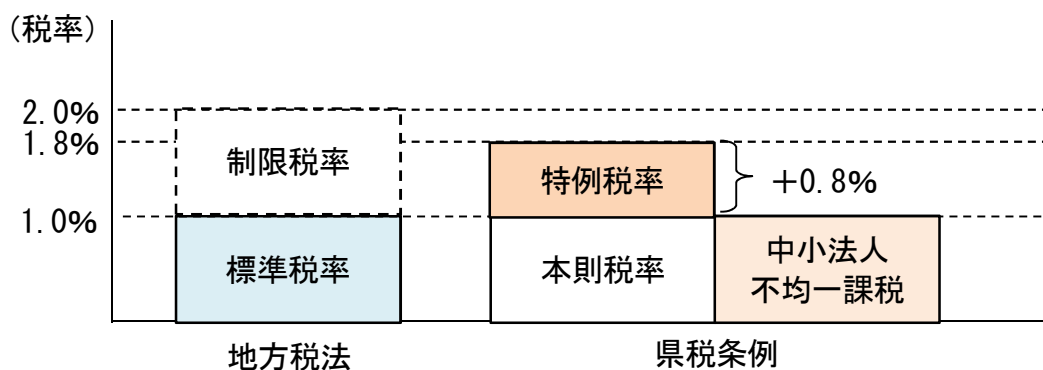 (税率)
2.0%
1.8%
1.0%
制限税率
標準税率
特例税率
+0.8%
本則税率
中小法人
不均一課税
地方税法
県税条例